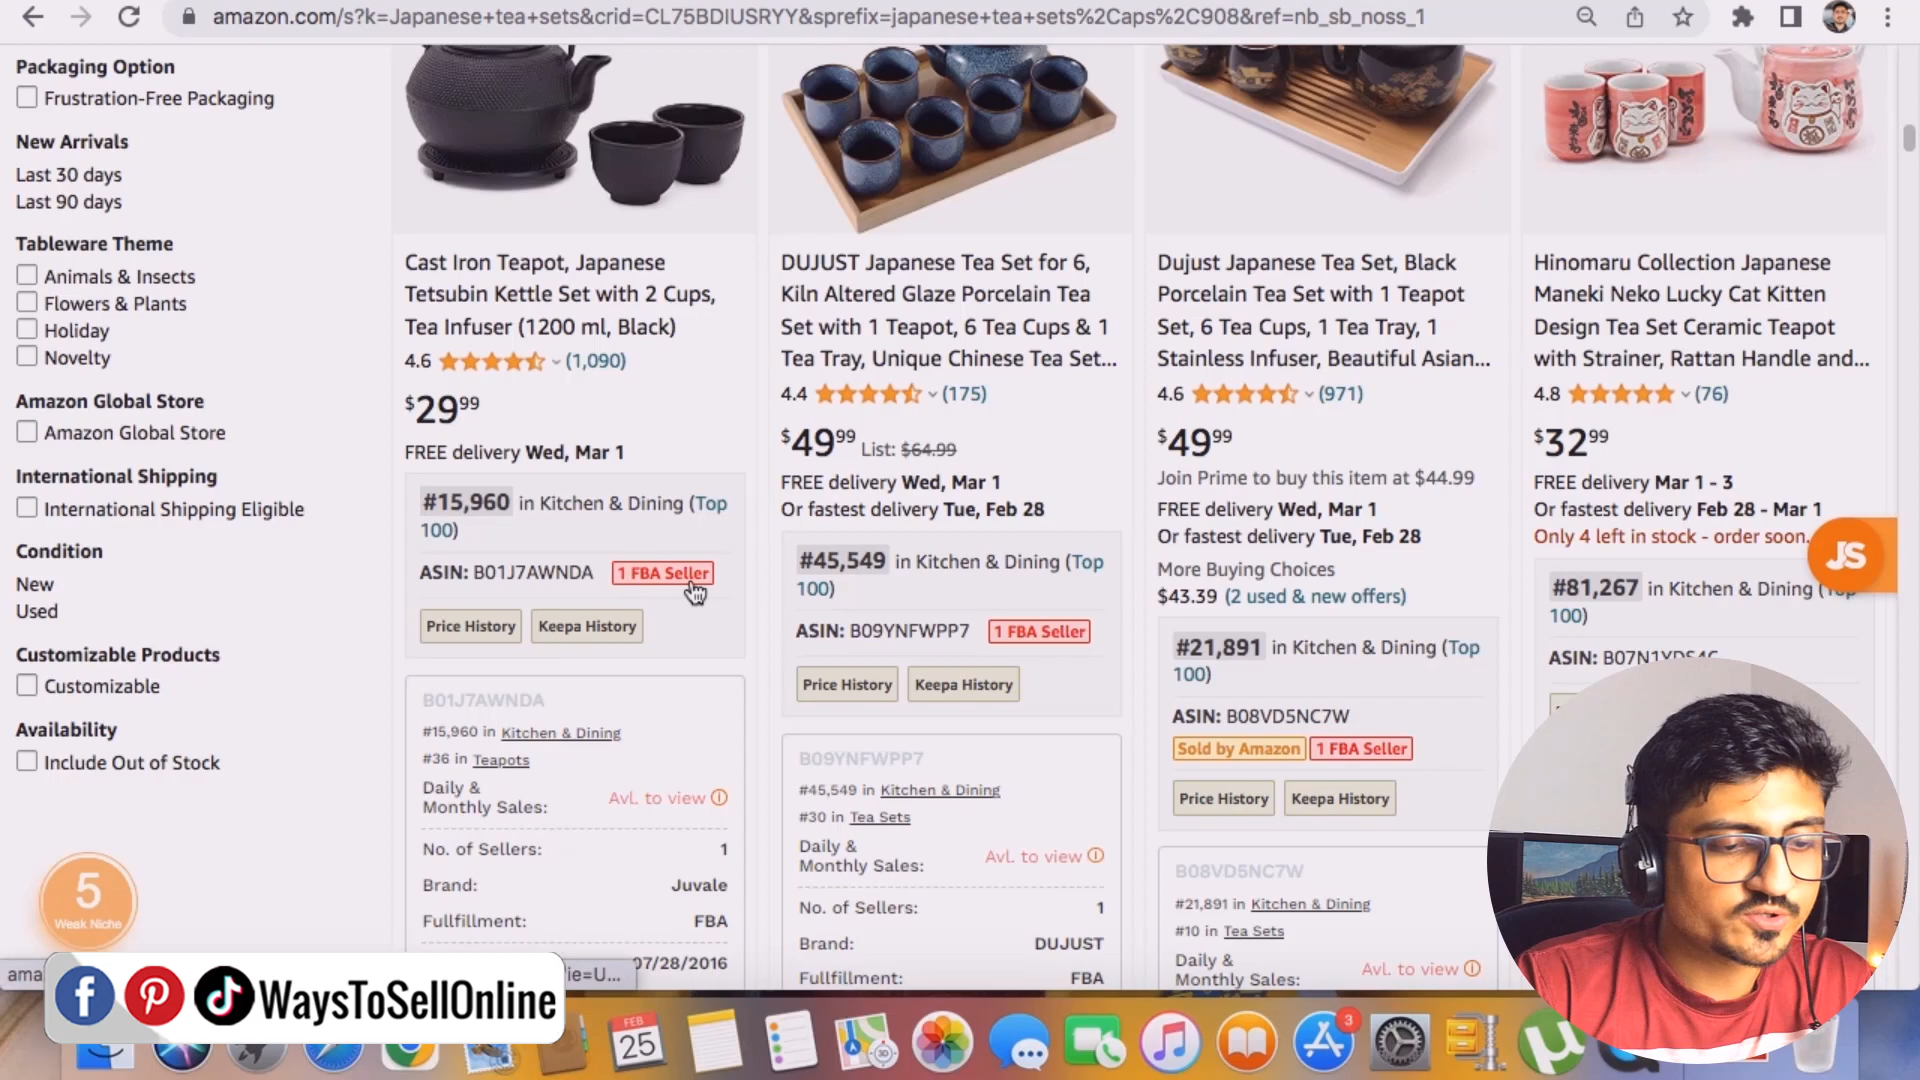 amazon.com/s?k=Japanese+tea+sets&crid=CL75BDIUSRYY&sprefix=japanese+tea+sets%2Caps%2C908&ref=nb_sb_noss_1
Packaging Option
Frustration-Free Packaging
New Arrivals
Last 30 days
Last 90 days
Tableware Theme
Animals & Insects
Flowers & Plants
Holiday
Novelty
Amazon Global Store
Amazon Global Store
International Shipping
International Shipping Eligible
Condition
New
Used
Customizable Products
Customizable
Availability
Include Out of Stock
5
Weak Niche
Cast Iron Teapot, Japanese
Tetsubin Kettle Set with 2 Cups,
Tea Infuser (1200 ml, Black)
4.6 (1,090)
$29.99
FREE delivery Wed, Mar 1
#15,960 in Kitchen & Dining (Top
100)
ASIN: B01J7AWNDA 1 FBA Seller
Price History Keepa History
B01J7AWNDA
#15,960 in Kitchen & Dining
#36 in Teapots
Daily &
Monthly Sales: Avl. to view
No. of Sellers: 1
Brand: Juvale
Fullfillment: FBA
07/28/2016
DUJUST Japanese Tea Set for 6,
Kiln Altered Glaze Porcelain Tea
Set with 1 Teapot, 6 Tea Cups & 1
Tea Tray, Unique Chinese Tea Set...
4.4 (175)
$49.99 List: $64.99
FREE delivery Wed, Mar 1
Or fastest delivery Tue, Feb 28
#45,549 in Kitchen & Dining (Top
100)
ASIN: B09YNFWPP7 1 FBA Seller
Price History Keepa History
B09YNFWPP7
#45,549 in Kitchen & Dining
#30 in Tea Sets
Daily &
Monthly Sales: Avl. to view
No. of Sellers: 1
Brand: DUJUST
Fullfillment: FBA
Dujust Japanese Tea Set, Black
Porcelain Tea Set with 1 Teapot
Set, 6 Tea Cups, 1 Tea Tray, 1
Stainless Infuser, Beautiful Asian...
4.6 (971)
$49.99
Join Prime to buy this item at $44.99
FREE delivery Wed, Mar 1
Or fastest delivery Tue, Feb 28
More Buying Choices
$43.39 (2 used & new offers)
#21,891 in Kitchen & Dining (Top
100)
ASIN: B08VD5NC7W
Sold by Amazon 1 FBA Seller
Price History Keepa History
B08VD5NC7W
#21,891 in Kitchen & Dining
#10 in Tea Sets
Daily &
Monthly Sales: Avl. to view
Hinomaru Collection Japanese
Maneki Neko Lucky Cat Kitten
Design Tea Set Ceramic Teapot
with Strainer, Rattan Handle and...
4.8 (76)
$32.99
FREE delivery Mar 1 - 3
Or fastest delivery Feb 28 - Mar 1
Only 4 left in stock - order soon.
JS
#81,267 in Kitchen & Dining (Top
100)
ASIN:
ama
ie=U...
WaysToSellOnline
FEB
25
3